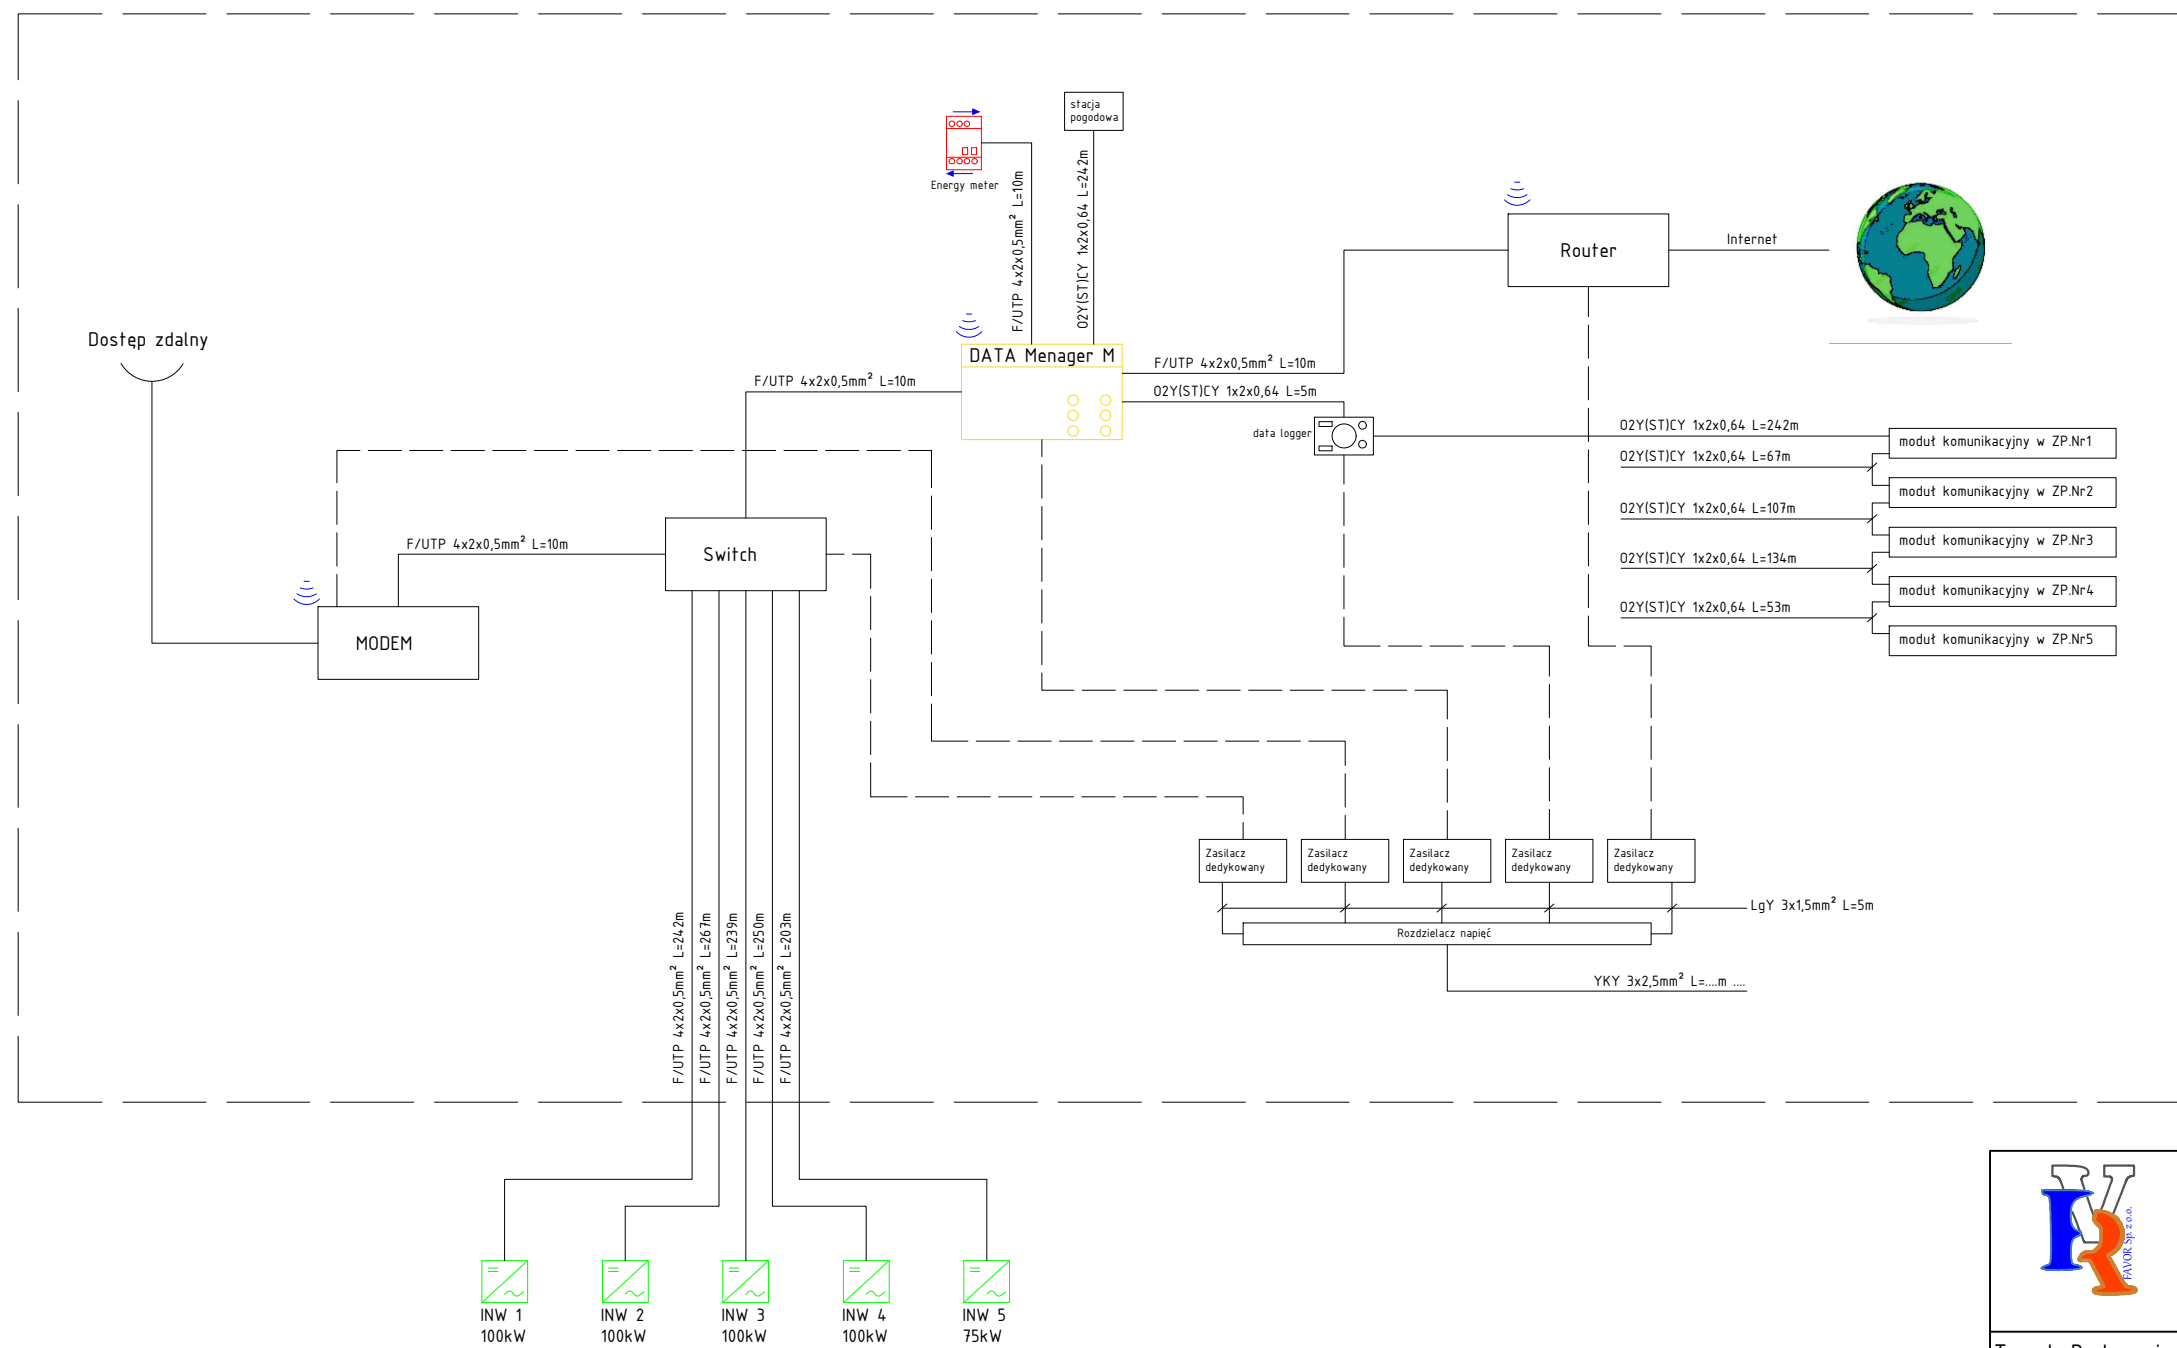 stacja
pogodowa
Energy meter
F/UTP 4x2x0,5mm² L=10m
O2Y(ST)CY 1x2x0,64 L=242m
Router
Internet
Dostęp zdalny
DATA Menager M
F/UTP 4x2x0,5mm² L=10m
F/UTP 4x2x0,5mm² L=10m
O2Y(ST)CY 1x2x0,64 L=5m
data logger
O2Y(ST)CY 1x2x0,64 L=242m
moduł komunikacyjny w ZP.Nr1
O2Y(ST)CY 1x2x0,64 L=67m
moduł komunikacyjny w ZP.Nr2
O2Y(ST)CY 1x2x0,64 L=107m
moduł komunikacyjny w ZP.Nr3
O2Y(ST)CY 1x2x0,64 L=134m
moduł komunikacyjny w ZP.Nr4
O2Y(ST)CY 1x2x0,64 L=53m
moduł komunikacyjny w ZP.Nr5
F/UTP 4x2x0,5mm² L=10m
Switch
MODEM
Zasilacz
dedykowany
Zasilacz
dedykowany
Zasilacz
dedykowany
Zasilacz
dedykowany
Zasilacz
dedykowany
LgY 3x1,5mm² L=5m
Rozdzielacz napięć
YKY 3x2,5mm² L=....m ....
F/UTP 4x2x0,5mm² L=242m
F/UTP 4x2x0,5mm² L=267m
F/UTP 4x2x0,5mm² L=239m
F/UTP 4x2x0,5mm² L=250m
F/UTP 4x2x0,5mm² L=203m
INW 1
100kW
INW 2
100kW
INW 3
100kW
INW 4
100kW
INW 5
75kW
FAVOR Sp. z o.o.